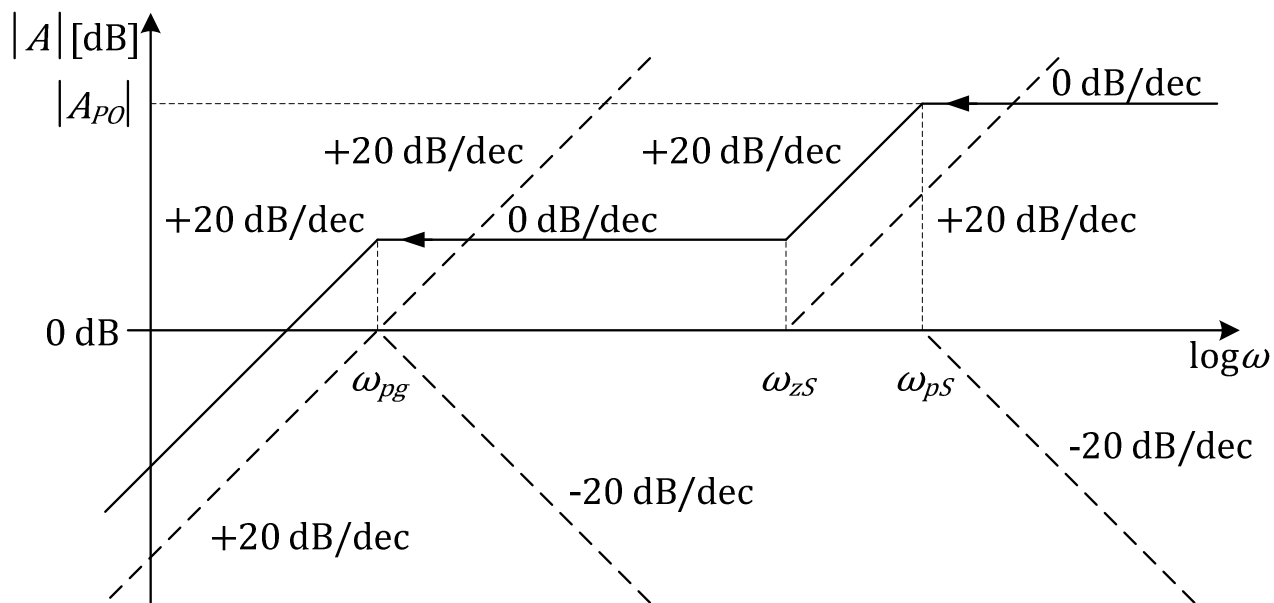 |A| [dB]
|A_PO|
0 dB/dec
+20 dB/dec
+20 dB/dec
+20 dB/dec
0 dB/dec
+20 dB/dec
0 dB
logω
ω_pg
ω_zS
ω_pS
-20 dB/dec
-20 dB/dec
+20 dB/dec